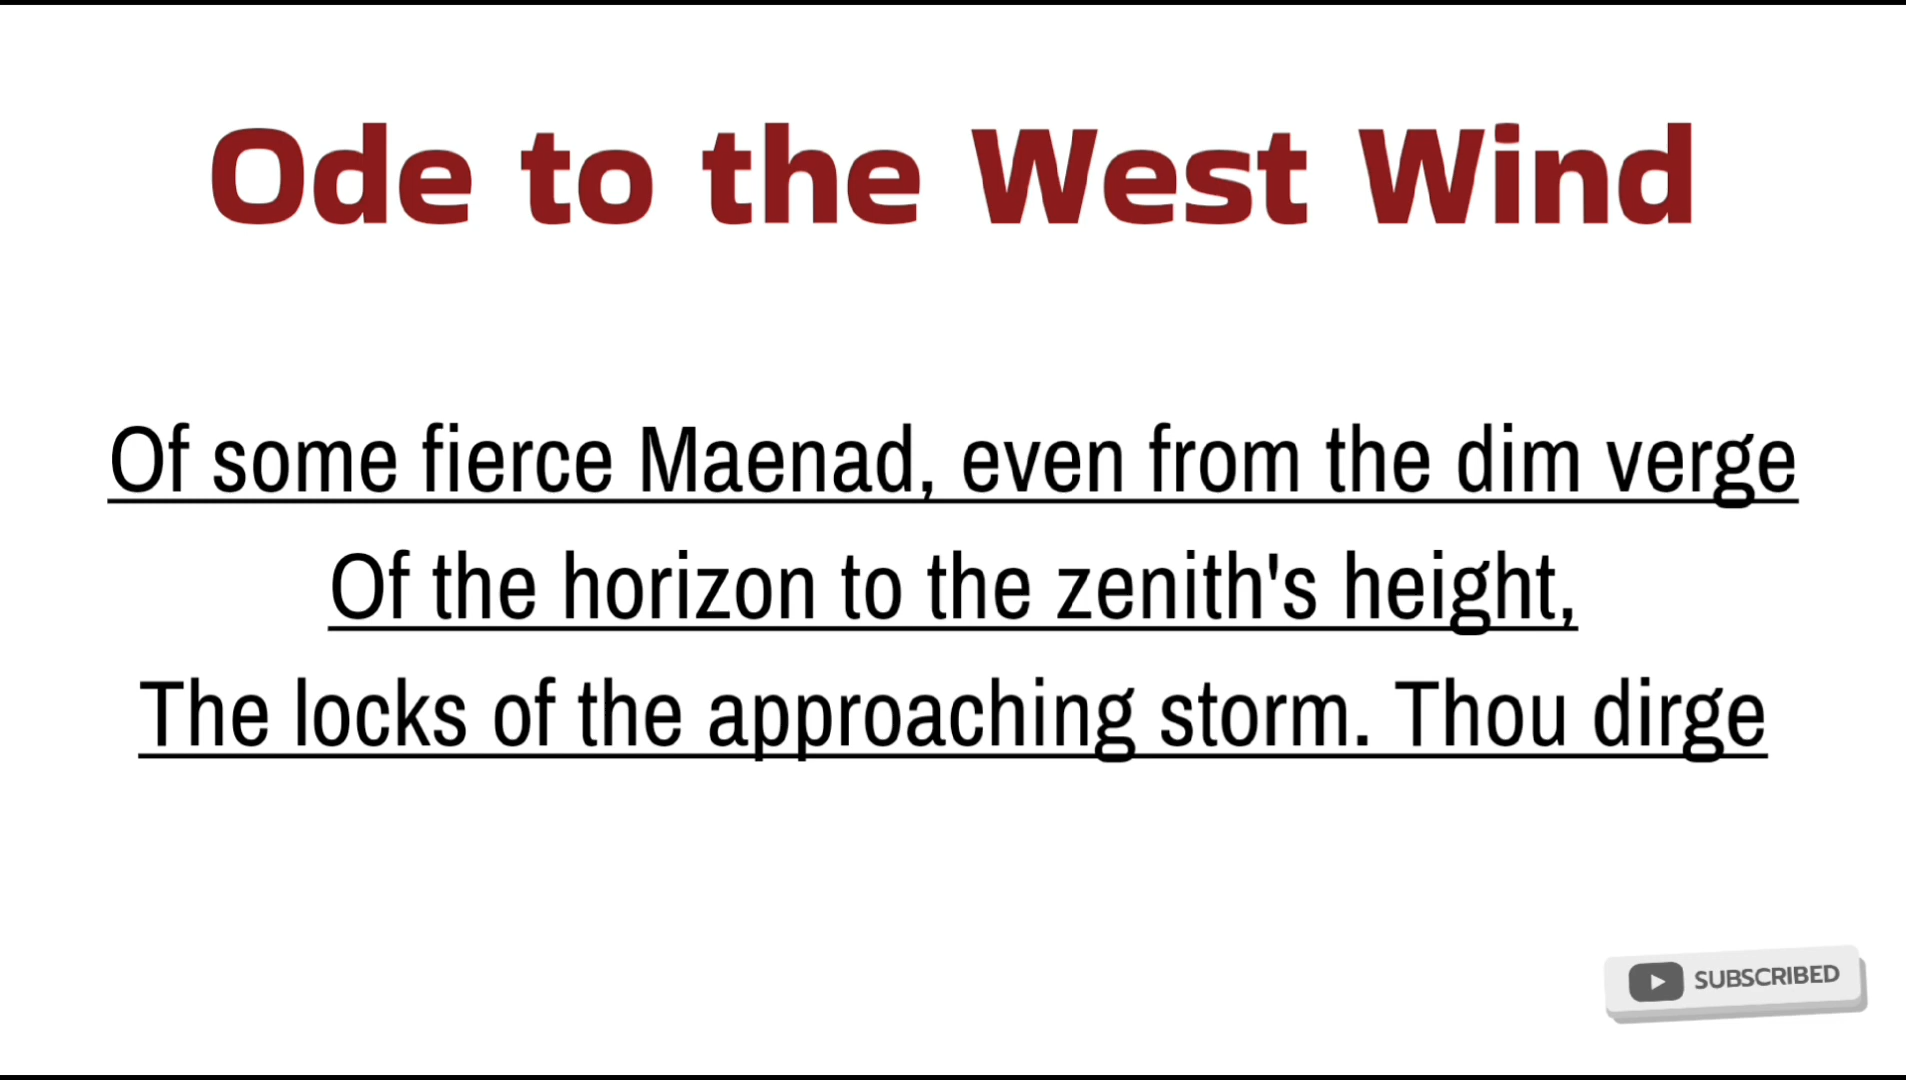 Ode to the West Wind
Of some fierce Maenad, even from the dim verge
Of the horizon to the zenith's height,
The locks of the approaching storm. Thou dirge
SUBSCRIBED